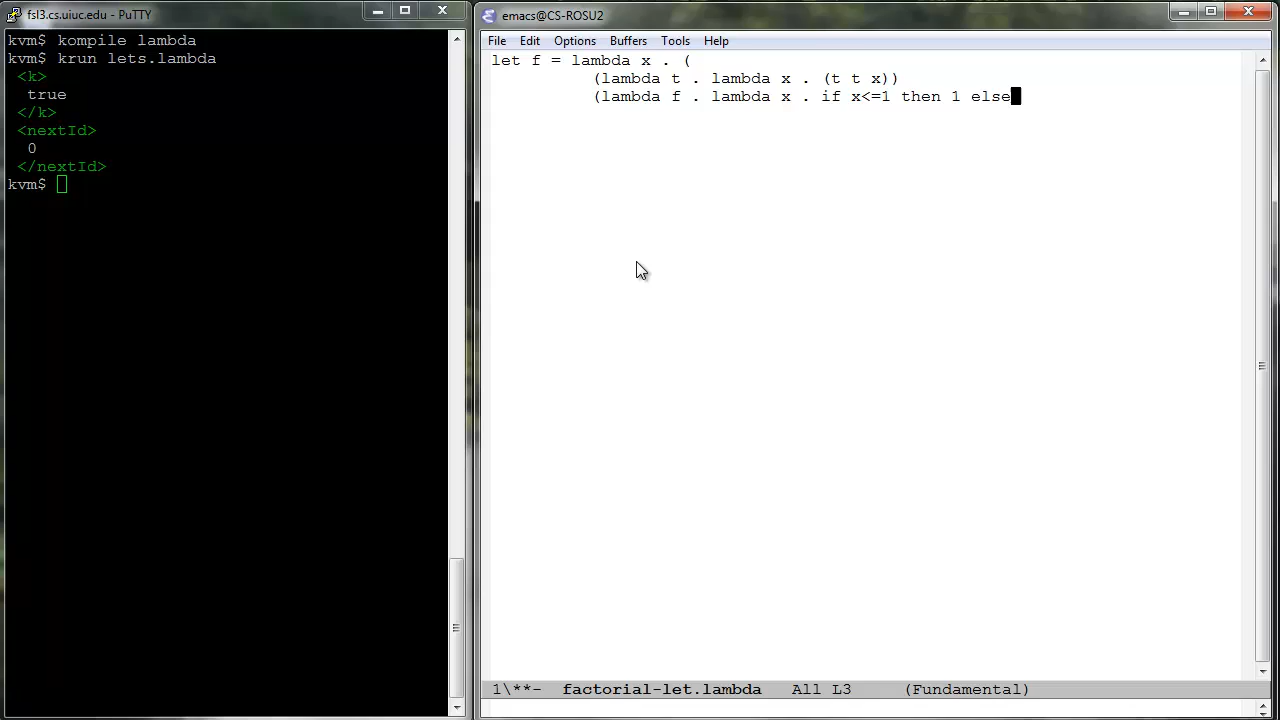 fsl3.cs.uiuc.edu - PuTTY
kvm$ kompile lambda
kvm$ krun lets.lambda
<k>
true
</k>
<nextId>
0
</nextId>
kvm$
emacs@CS-ROSU2
File Edit Options Buffers Tools Help
let f = lambda x . (
(lambda t . lambda x . (t t x))
(lambda f . lambda x . if x<=1 then 1 else
1\**- factorial-let.lambda All L3 (Fundamental)